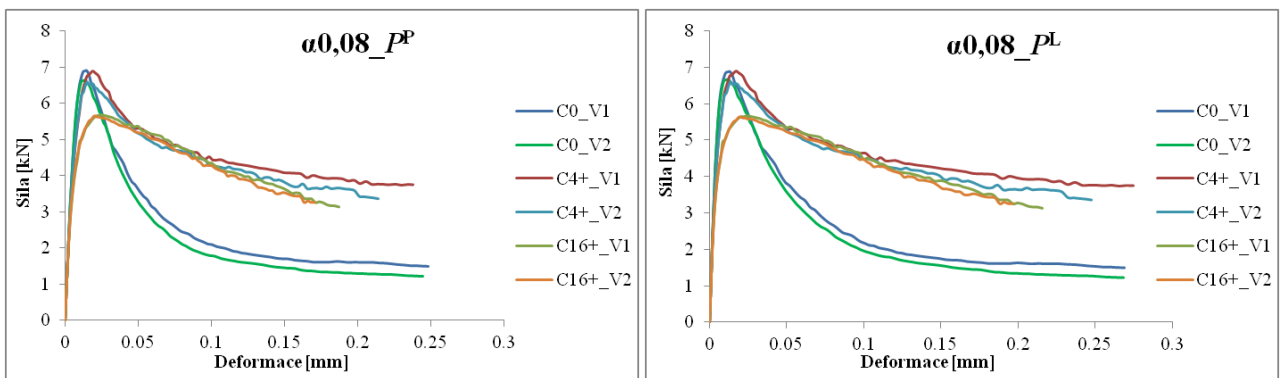 α0,08_Pᴾ
Síla [kN]
8
7
6
5
4
3
2
1
0
0
0.05
0.1
0.15
0.2
0.25
0.3
Deformace [mm]
C0_V1
C0_V2
C4+_V1
C4+_V2
C16+_V1
C16+_V2
α0,08_Pᴸ
Síla [kN]
8
7
6
5
4
3
2
1
0
0
0.05
0.1
0.15
0.2
0.25
0.3
Deformace [mm]
C0_V1
C0_V2
C4+_V1
C4+_V2
C16+_V1
C16+_V2